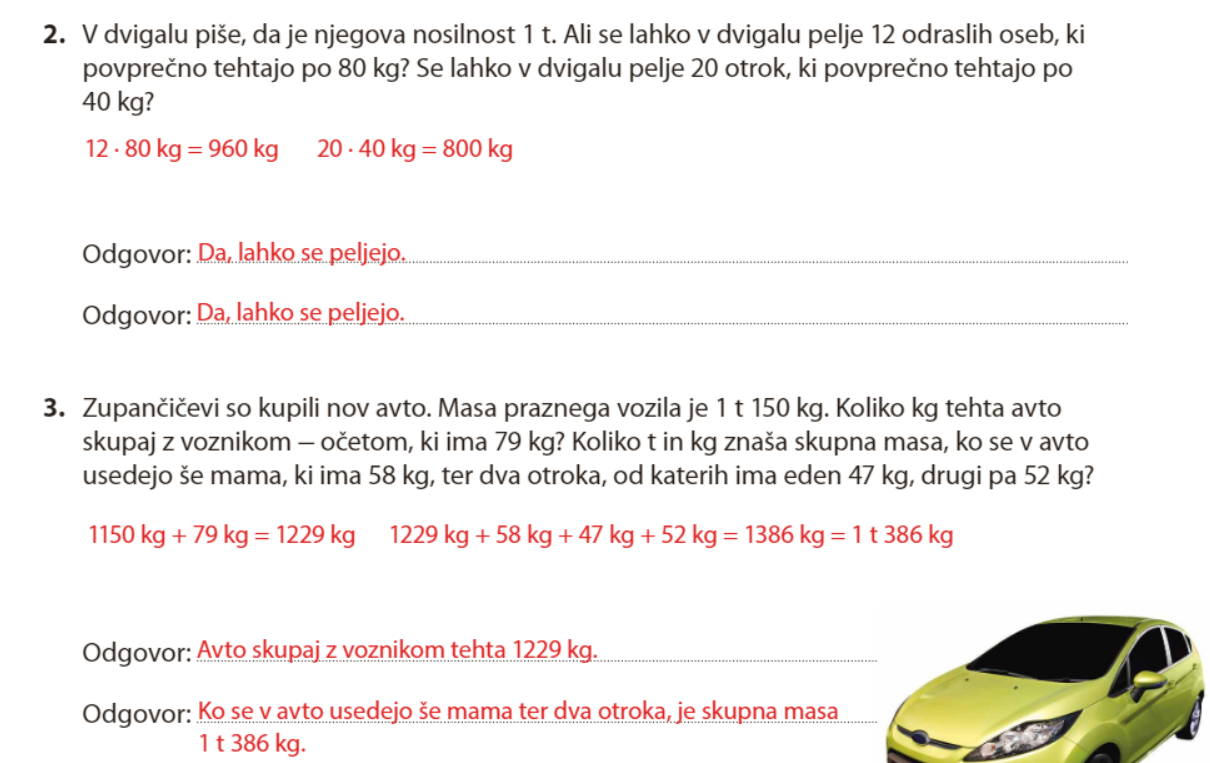 2. V dvigalu piše, da je njegova nosilnost 1 t. Ali se lahko v dvigalu pelje 12 odraslih oseb, ki
povprečno tehtajo po 80 kg? Se lahko v dvigalu pelje 20 otrok, ki povprečno tehtajo po
40 kg?
12 · 80 kg = 960 kg 20 · 40 kg = 800 kg
Odgovor: Da, lahko se peljejo.
Odgovor: Da, lahko se peljejo.
3. Zupančičevi so kupili nov avto. Masa praznega vozila je 1 t 150 kg. Koliko kg tehta avto
skupaj z voznikom – očetom, ki ima 79 kg? Koliko t in kg znaša skupna masa, ko se v avto
usedejo še mama, ki ima 58 kg, ter dva otroka, od katerih ima eden 47 kg, drugi pa 52 kg?
1150 kg + 79 kg = 1229 kg 1229 kg + 58 kg + 47 kg + 52 kg = 1386 kg = 1 t 386 kg
Odgovor: Avto skupaj z voznikom tehta 1229 kg.
Odgovor: Ko se v avto usedejo še mama ter dva otroka, je skupna masa
1 t 386 kg.